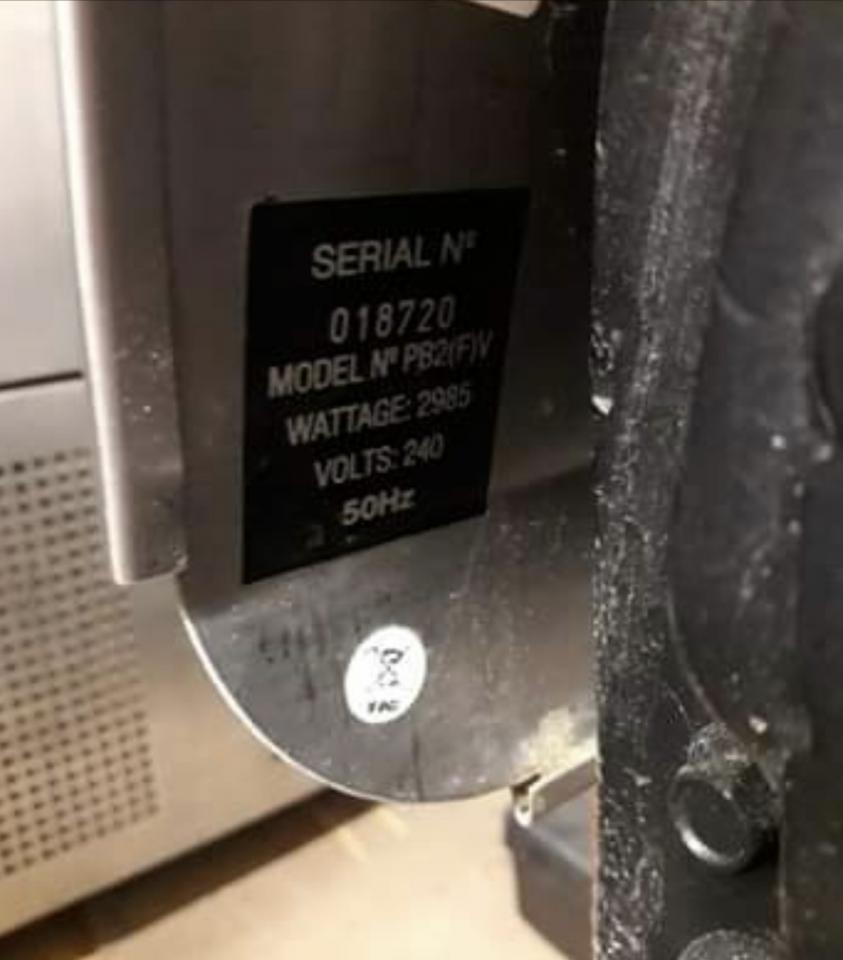 SERIAL Nº
018720
MODEL Nº PB2(F)V
WATTAGE: 2985
VOLTS: 240
50Hz